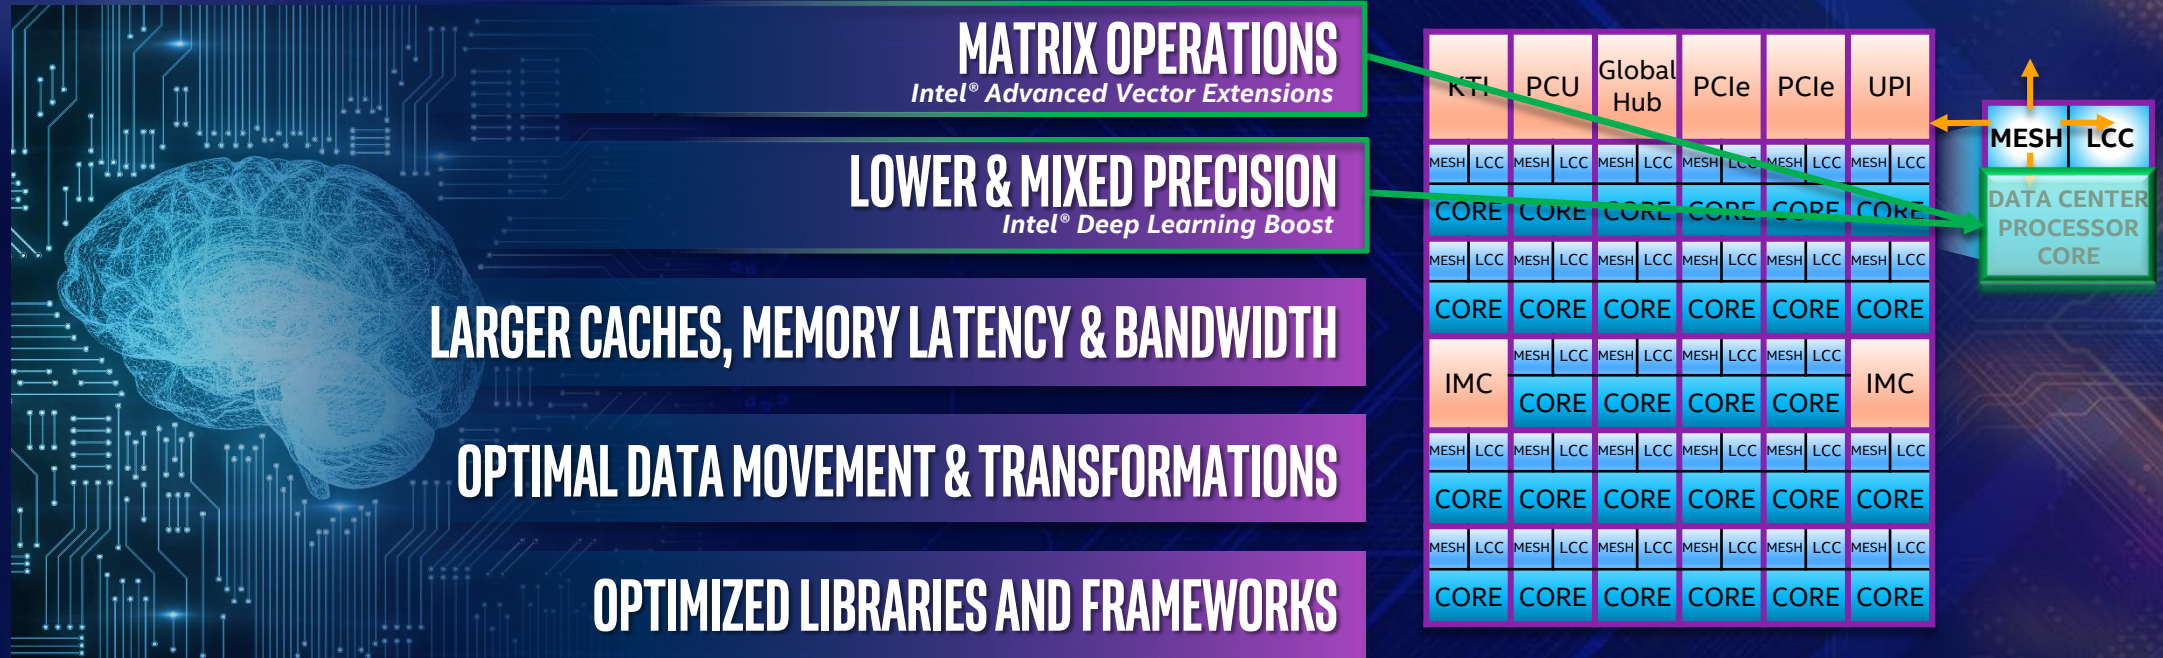 MATRIX OPERATIONS
Intel® Advanced Vector Extensions
LOWER & MIXED PRECISION
Intel® Deep Learning Boost
LARGER CACHES, MEMORY LATENCY & BANDWIDTH
OPTIMAL DATA MOVEMENT & TRANSFORMATIONS
OPTIMIZED LIBRARIES AND FRAMEWORKS
KTI PCU Global Hub PCIe PCIe UPI
MESH LCC MESH LCC MESH LCC MESH LCC MESH LCC MESH LCC
CORE CORE CORE CORE CORE CORE
MESH LCC MESH LCC MESH LCC MESH LCC MESH LCC MESH LCC
CORE CORE CORE CORE CORE CORE
MESH LCC MESH LCC MESH LCC MESH LCC
IMC CORE CORE CORE CORE IMC
MESH LCC MESH LCC MESH LCC MESH LCC MESH LCC MESH LCC
CORE CORE CORE CORE CORE CORE
MESH LCC MESH LCC MESH LCC MESH LCC MESH LCC MESH LCC
CORE CORE CORE CORE CORE CORE
MESH LCC
DATA CENTER
PROCESSOR
CORE